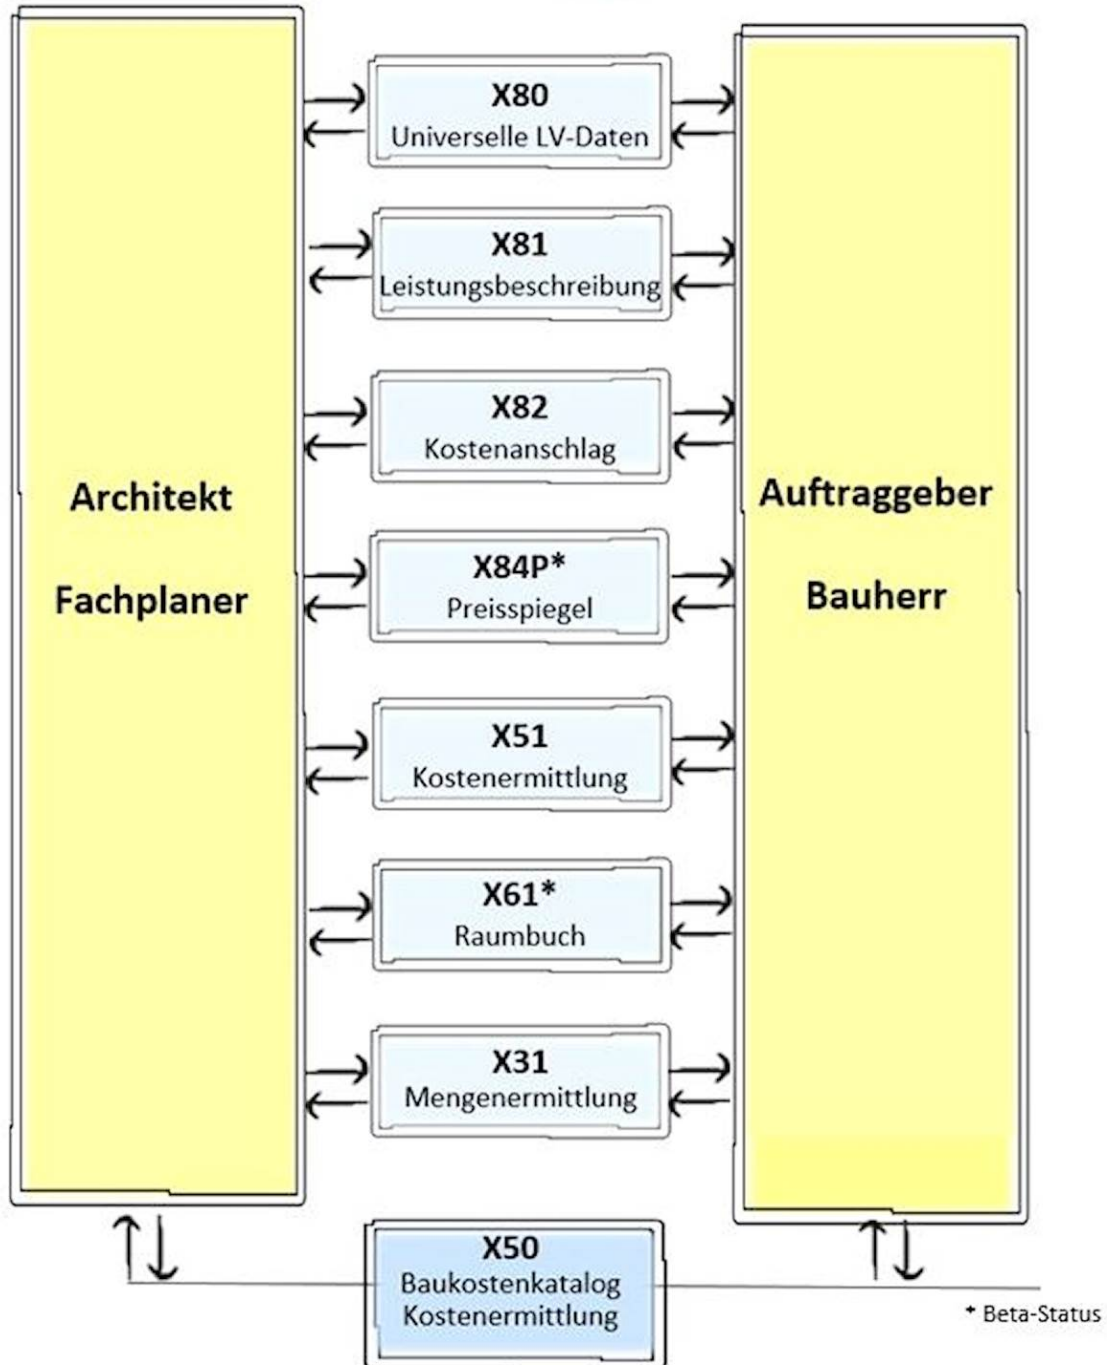 X80
Universelle LV-Daten
X81
Leistungsbeschreibung
X82
Kostenanschlag
Architekt
Fachplaner
Auftraggeber
Bauherr
X84P*
Preisspiegel
X51
Kostenermittlung
X61*
Raumbuch
X31
Mengenermittlung
X50
Baukostenkatalog
Kostenermittlung
* Beta-Status